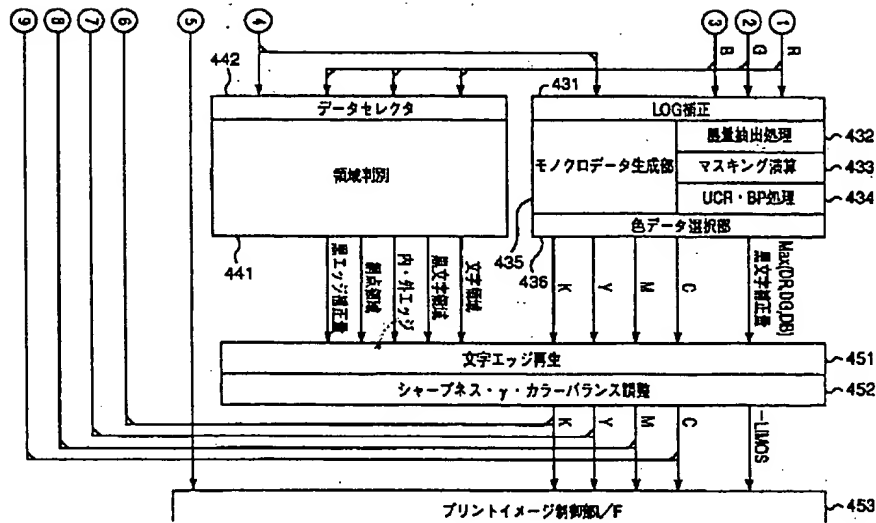 ⑨ ⑧ ⑦ ⑥ ⑤ ④ ③ ② ①
B G R
442
431
データセレクタ
LOG補正
領域判別
モノクロデータ生成部
墨量抽出処理
432
マスキング演算
433
UCR・BP処理
434
色データ選択部
441
435
436
黒エッジ補正量
網点領域
内・外エッジ
黒文字領域
文字領域
K
Y
M
C
Max(DR,DG,DB)
黒文字補正量
文字エッジ再生
451
シャープネス・γ・カラーバランス調整
452
K
Y
M
C
LIMOS
プリントイメージ制御部I/F
453